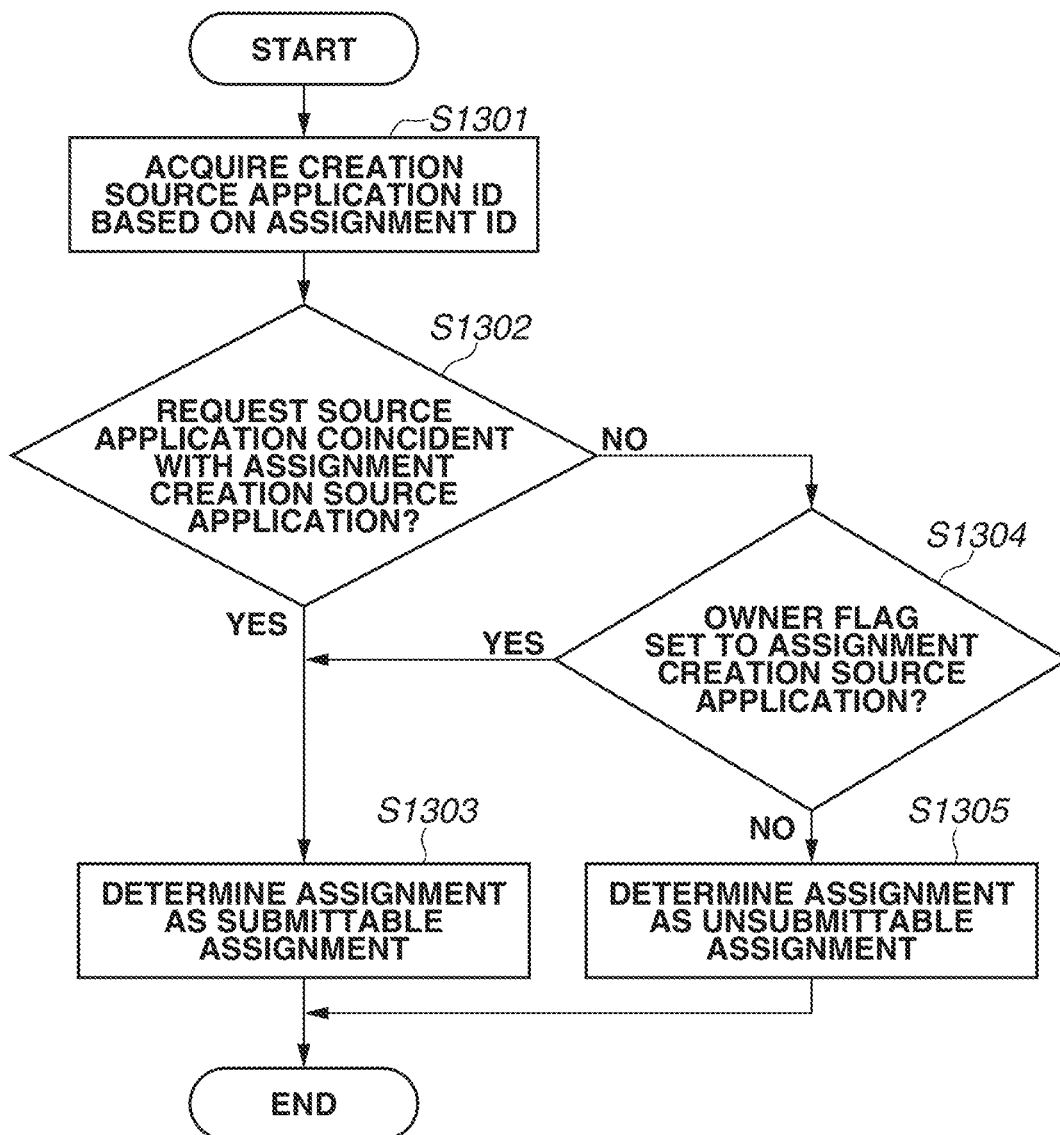 START
S1301
ACQUIRE CREATION
SOURCE APPLICATION ID
BASED ON ASSIGNMENT ID
S1302
REQUEST SOURCE
APPLICATION COINCIDENT
WITH ASSIGNMENT
CREATION SOURCE
APPLICATION?
NO
YES
S1304
OWNER FLAG
SET TO ASSIGNMENT
CREATION SOURCE
APPLICATION?
YES
NO
S1303
DETERMINE ASSIGNMENT
AS SUBMITTABLE
ASSIGNMENT
S1305
DETERMINE ASSIGNMENT
AS UNSUBMITTABLE
ASSIGNMENT
END